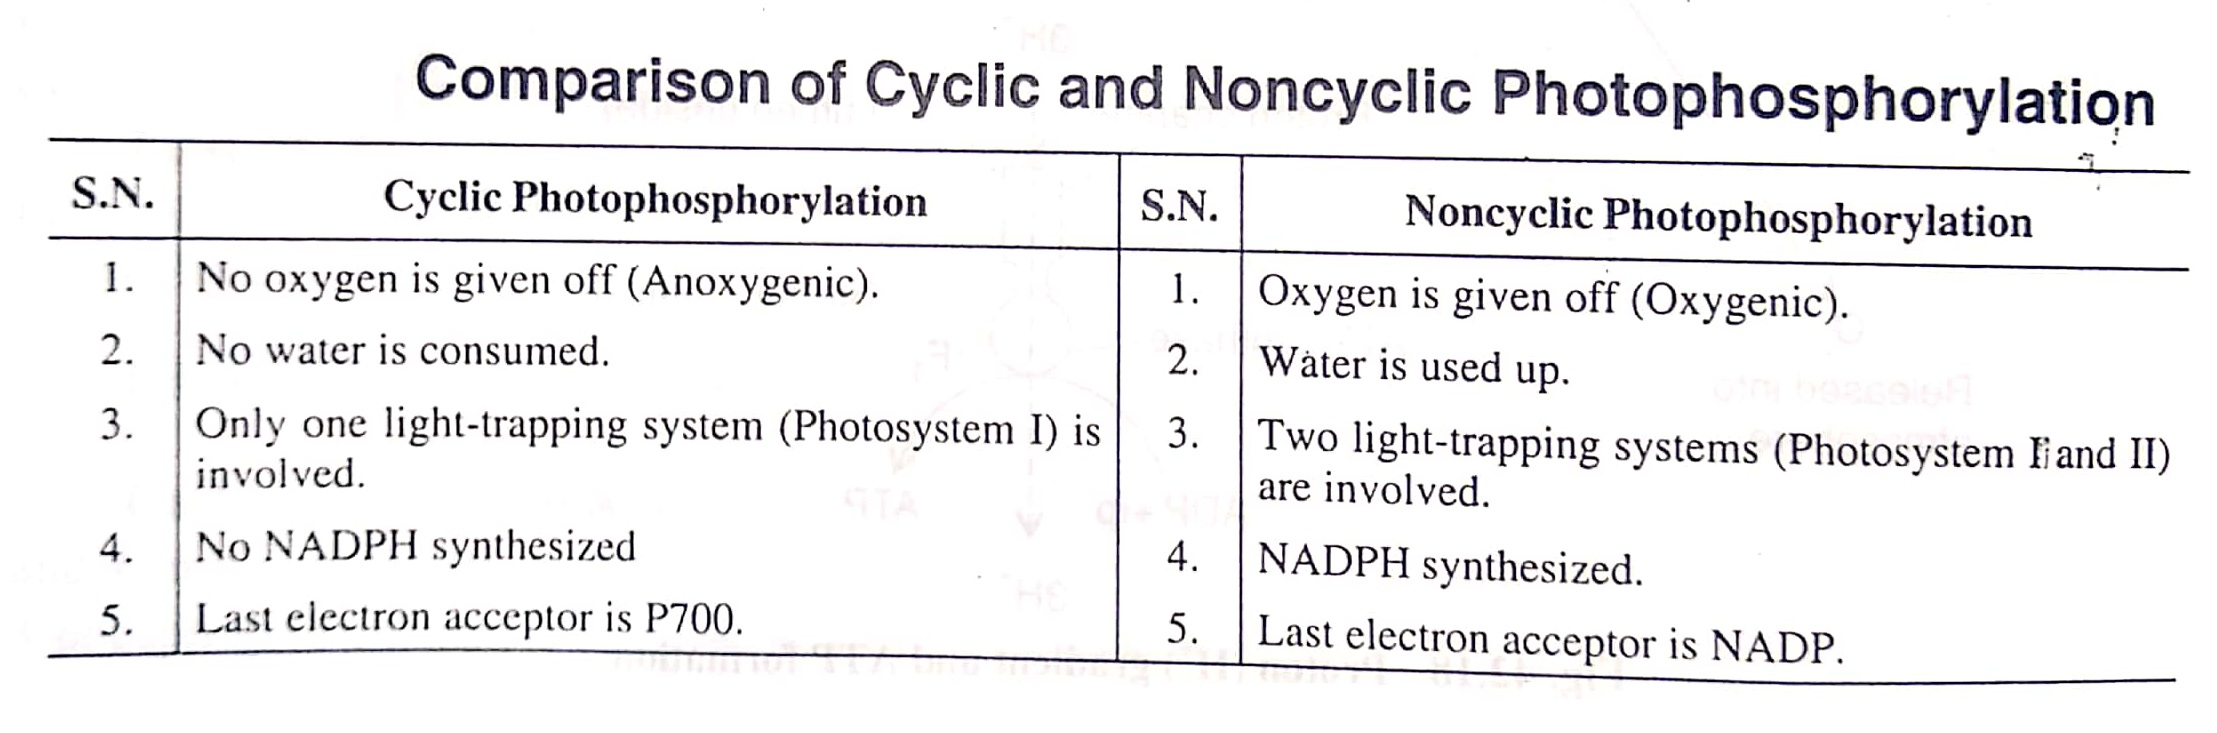 Comparison of Cyclic and Noncyclic Photophosphorylation
S.N. Cyclic Photophosphorylation S.N. Noncyclic Photophosphorylation
1. No oxygen is given off (Anoxygenic). 1. Oxygen is given off (Oxygenic).
2. No water is consumed. 2. Water is used up.
3. Only one light-trapping system (Photosystem I) is 3. Two light-trapping systems (Photosystem I and II)
involved. are involved.
4. No NADPH synthesized 4. NADPH synthesized.
5. Last electron acceptor is P700. 5. Last electron acceptor is NADP.